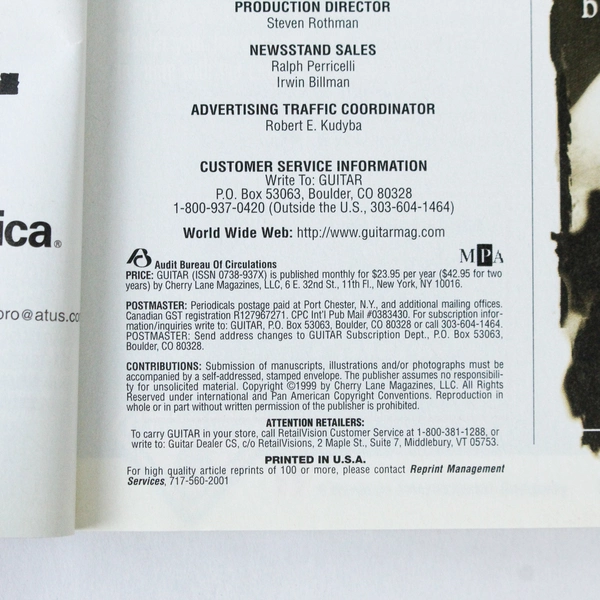 PRODUCTION DIRECTOR
Steven Rothman
NEWSSTAND SALES
Ralph Perricelli
Irwin Billman
ADVERTISING TRAFFIC COORDINATOR
Robert E. Kudyba
CUSTOMER SERVICE INFORMATION
Write To: GUITAR
P.O. Box 53063, Boulder, CO 80328
1-800-937-0420 (Outside the U.S., 303-604-1464)
World Wide Web: http://www.guitarmag.com
Audit Bureau Of Circulations
MPA
PRICE: GUITAR (ISSN 0738-937X) is published monthly for $23.95 per year ($42.95 for two
years) by Cherry Lane Magazines, LLC, 6 E. 32nd St., 11th Fl., New York, NY 10016.
POSTMASTER: Periodicals postage paid at Port Chester, N.Y., and additional mailing offices.
Canadian GST registration R127967271. CPC Int'l Pub Mail #0383430. For subscription infor-
mation/inquiries write to: GUITAR, P.O. Box 53063, Boulder, CO 80328 or call 303-604-1464.
POSTMASTER: Send address changes to GUITAR Subscription Dept., P.O. Box 53063,
Boulder, CO 80328.
CONTRIBUTIONS: Submission of manuscripts, illustrations and/or photographs must be
accompanied by a self-addressed, stamped envelope. The publisher assumes no responsibili-
ty for unsolicited material. Copyright ©1999 by Cherry Lane Magazines, LLC. All Rights
Reserved under international and Pan American Copyright Conventions. Reproduction in
whole or in part without written permission of the publisher is prohibited.
ATTENTION RETAILERS:
To carry GUITAR in your store, call RetailVision Customer Service at 1-800-381-1288, or
write to: Guitar Dealer CS, c/o RetailVisions, 2 Maple St., Suite 7, Middlebury, VT 05753.
PRINTED IN U.S.A.
For high quality article reprints of 100 or more, please contact Reprint Management
Services, 717-560-2001
ica®
pro@atus.co
b